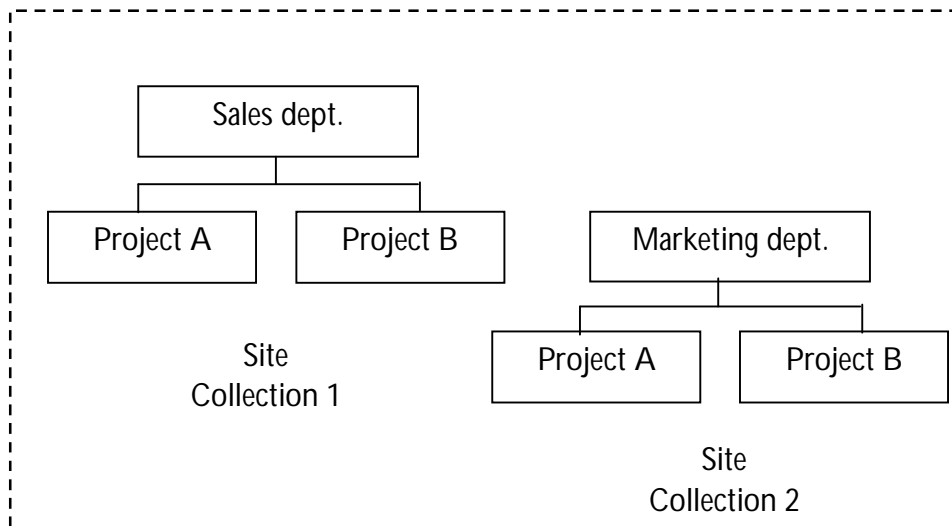 Sales dept.
Project A
Project B
Site
Collection 1
Marketing dept.
Project A
Project B
Site
Collection 2